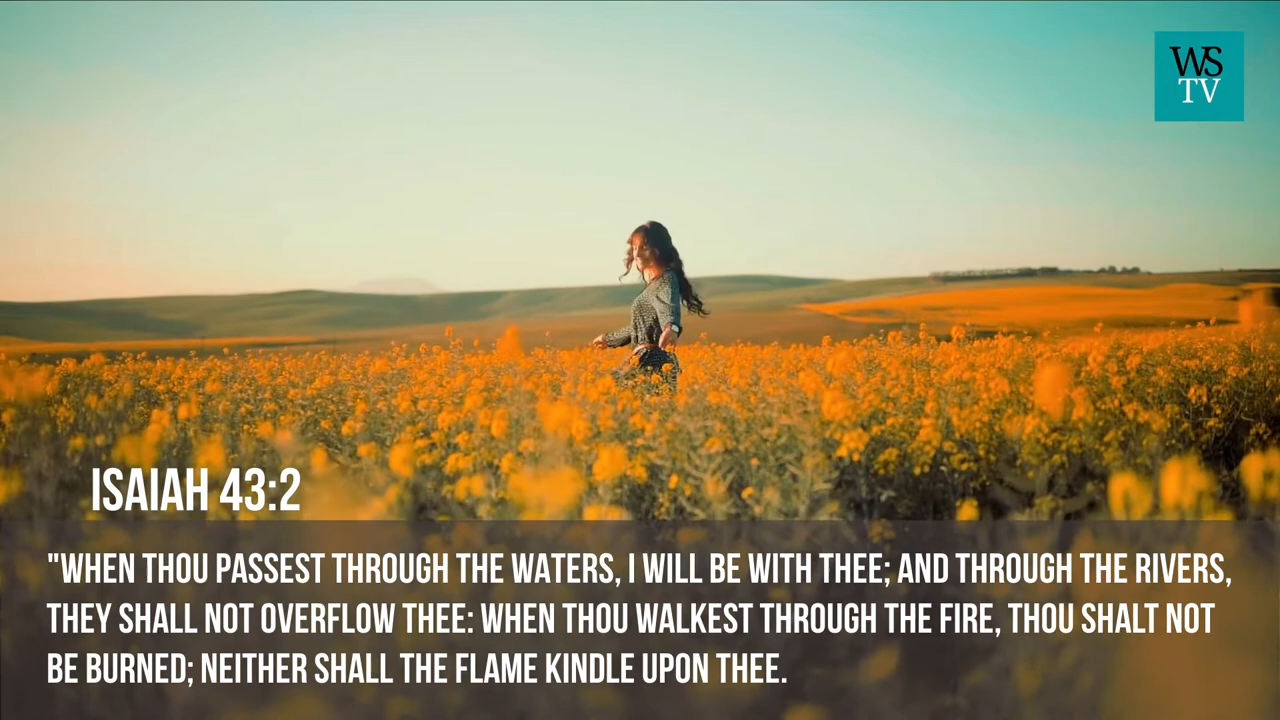 WS
TV
ISAIAH 43:2
"WHEN THOU PASSEST THROUGH THE WATERS, I WILL BE WITH THEE; AND THROUGH THE RIVERS,
THEY SHALL NOT OVERFLOW THEE: WHEN THOU WALKEST THROUGH THE FIRE, THOU SHALT NOT
BE BURNED; NEITHER SHALL THE FLAME KINDLE UPON THEE.